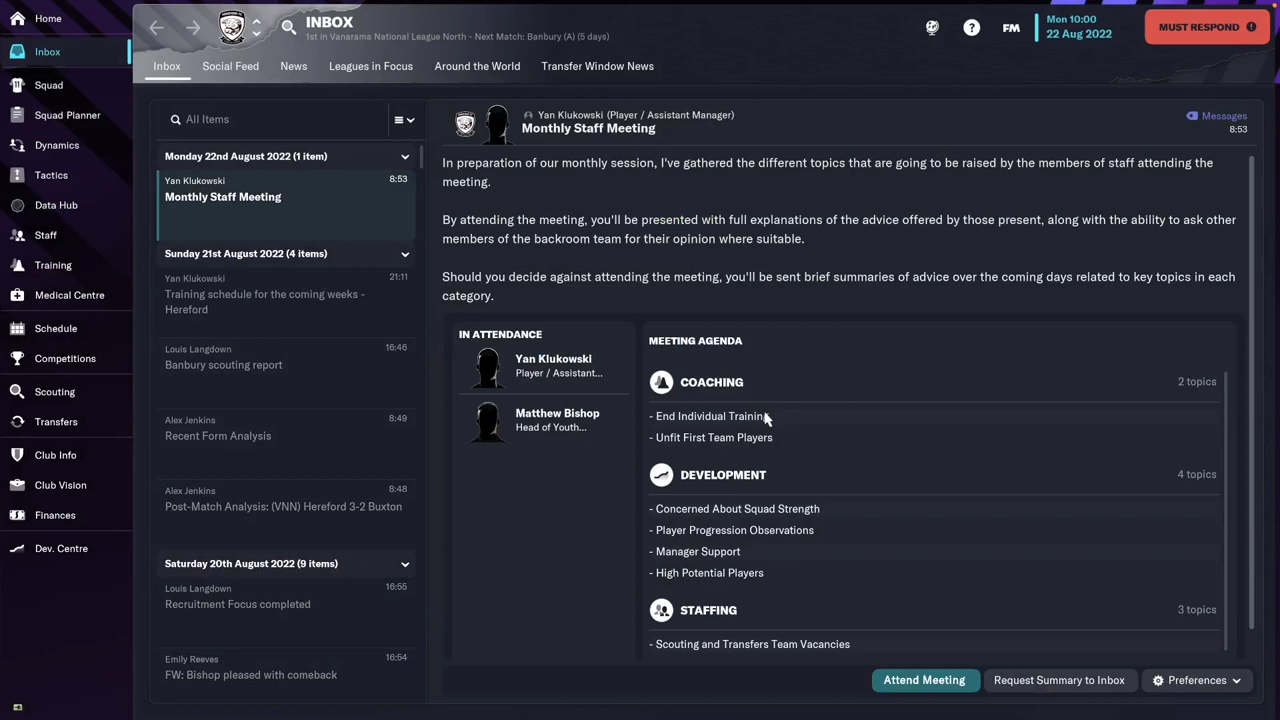 Home
Inbox
Squad
Squad Planner
Dynamics
Tactics
Data Hub
Staff
Training
Medical Centre
Schedule
Competitions
Scouting
Transfers
Club Info
Club Vision
Finances
Dev. Centre
INBOX
1st in Vanarama National League North - Next Match: Banbury (A) (5 days)
FM
Mon 10:00
22 Aug 2022
MUST RESPOND
Inbox
Social Feed
News
Leagues in Focus
Around the World
Transfer Window News
All Items
Monday 22nd August 2022 (1 item)
Yan Klukowski 8:53
Monthly Staff Meeting
Sunday 21st August 2022 (4 items)
Yan Klukowski 21:11
Training schedule for the coming weeks -
Hereford
Louis Langdown 16:46
Banbury scouting report
Alex Jenkins 8:49
Recent Form Analysis
Alex Jenkins 8:48
Post-Match Analysis: (VNN) Hereford 3-2 Buxton
Saturday 20th August 2022 (9 items)
Louis Langdown 16:55
Recruitment Focus completed
Emily Reeves 16:54
FW: Bishop pleased with comeback
Yan Klukowski (Player / Assistant Manager)
Monthly Staff Meeting
Messages
8:53
In preparation of our monthly session, I've gathered the different topics that are going to be raised by the members of staff attending the
meeting.
By attending the meeting, you'll be presented with full explanations of the advice offered by those present, along with the ability to ask other
members of the backroom team for their opinion where suitable.
Should you decide against attending the meeting, you'll be sent brief summaries of advice over the coming days related to key topics in each
category.
IN ATTENDANCE
Yan Klukowski
Player / Assistant...
Matthew Bishop
Head of Youth...
MEETING AGENDA
COACHING 2 topics
- End Individual Training
- Unfit First Team Players
DEVELOPMENT 4 topics
- Concerned About Squad Strength
- Player Progression Observations
- Manager Support
- High Potential Players
STAFFING 3 topics
- Scouting and Transfers Team Vacancies
Attend Meeting
Request Summary to Inbox
Preferences